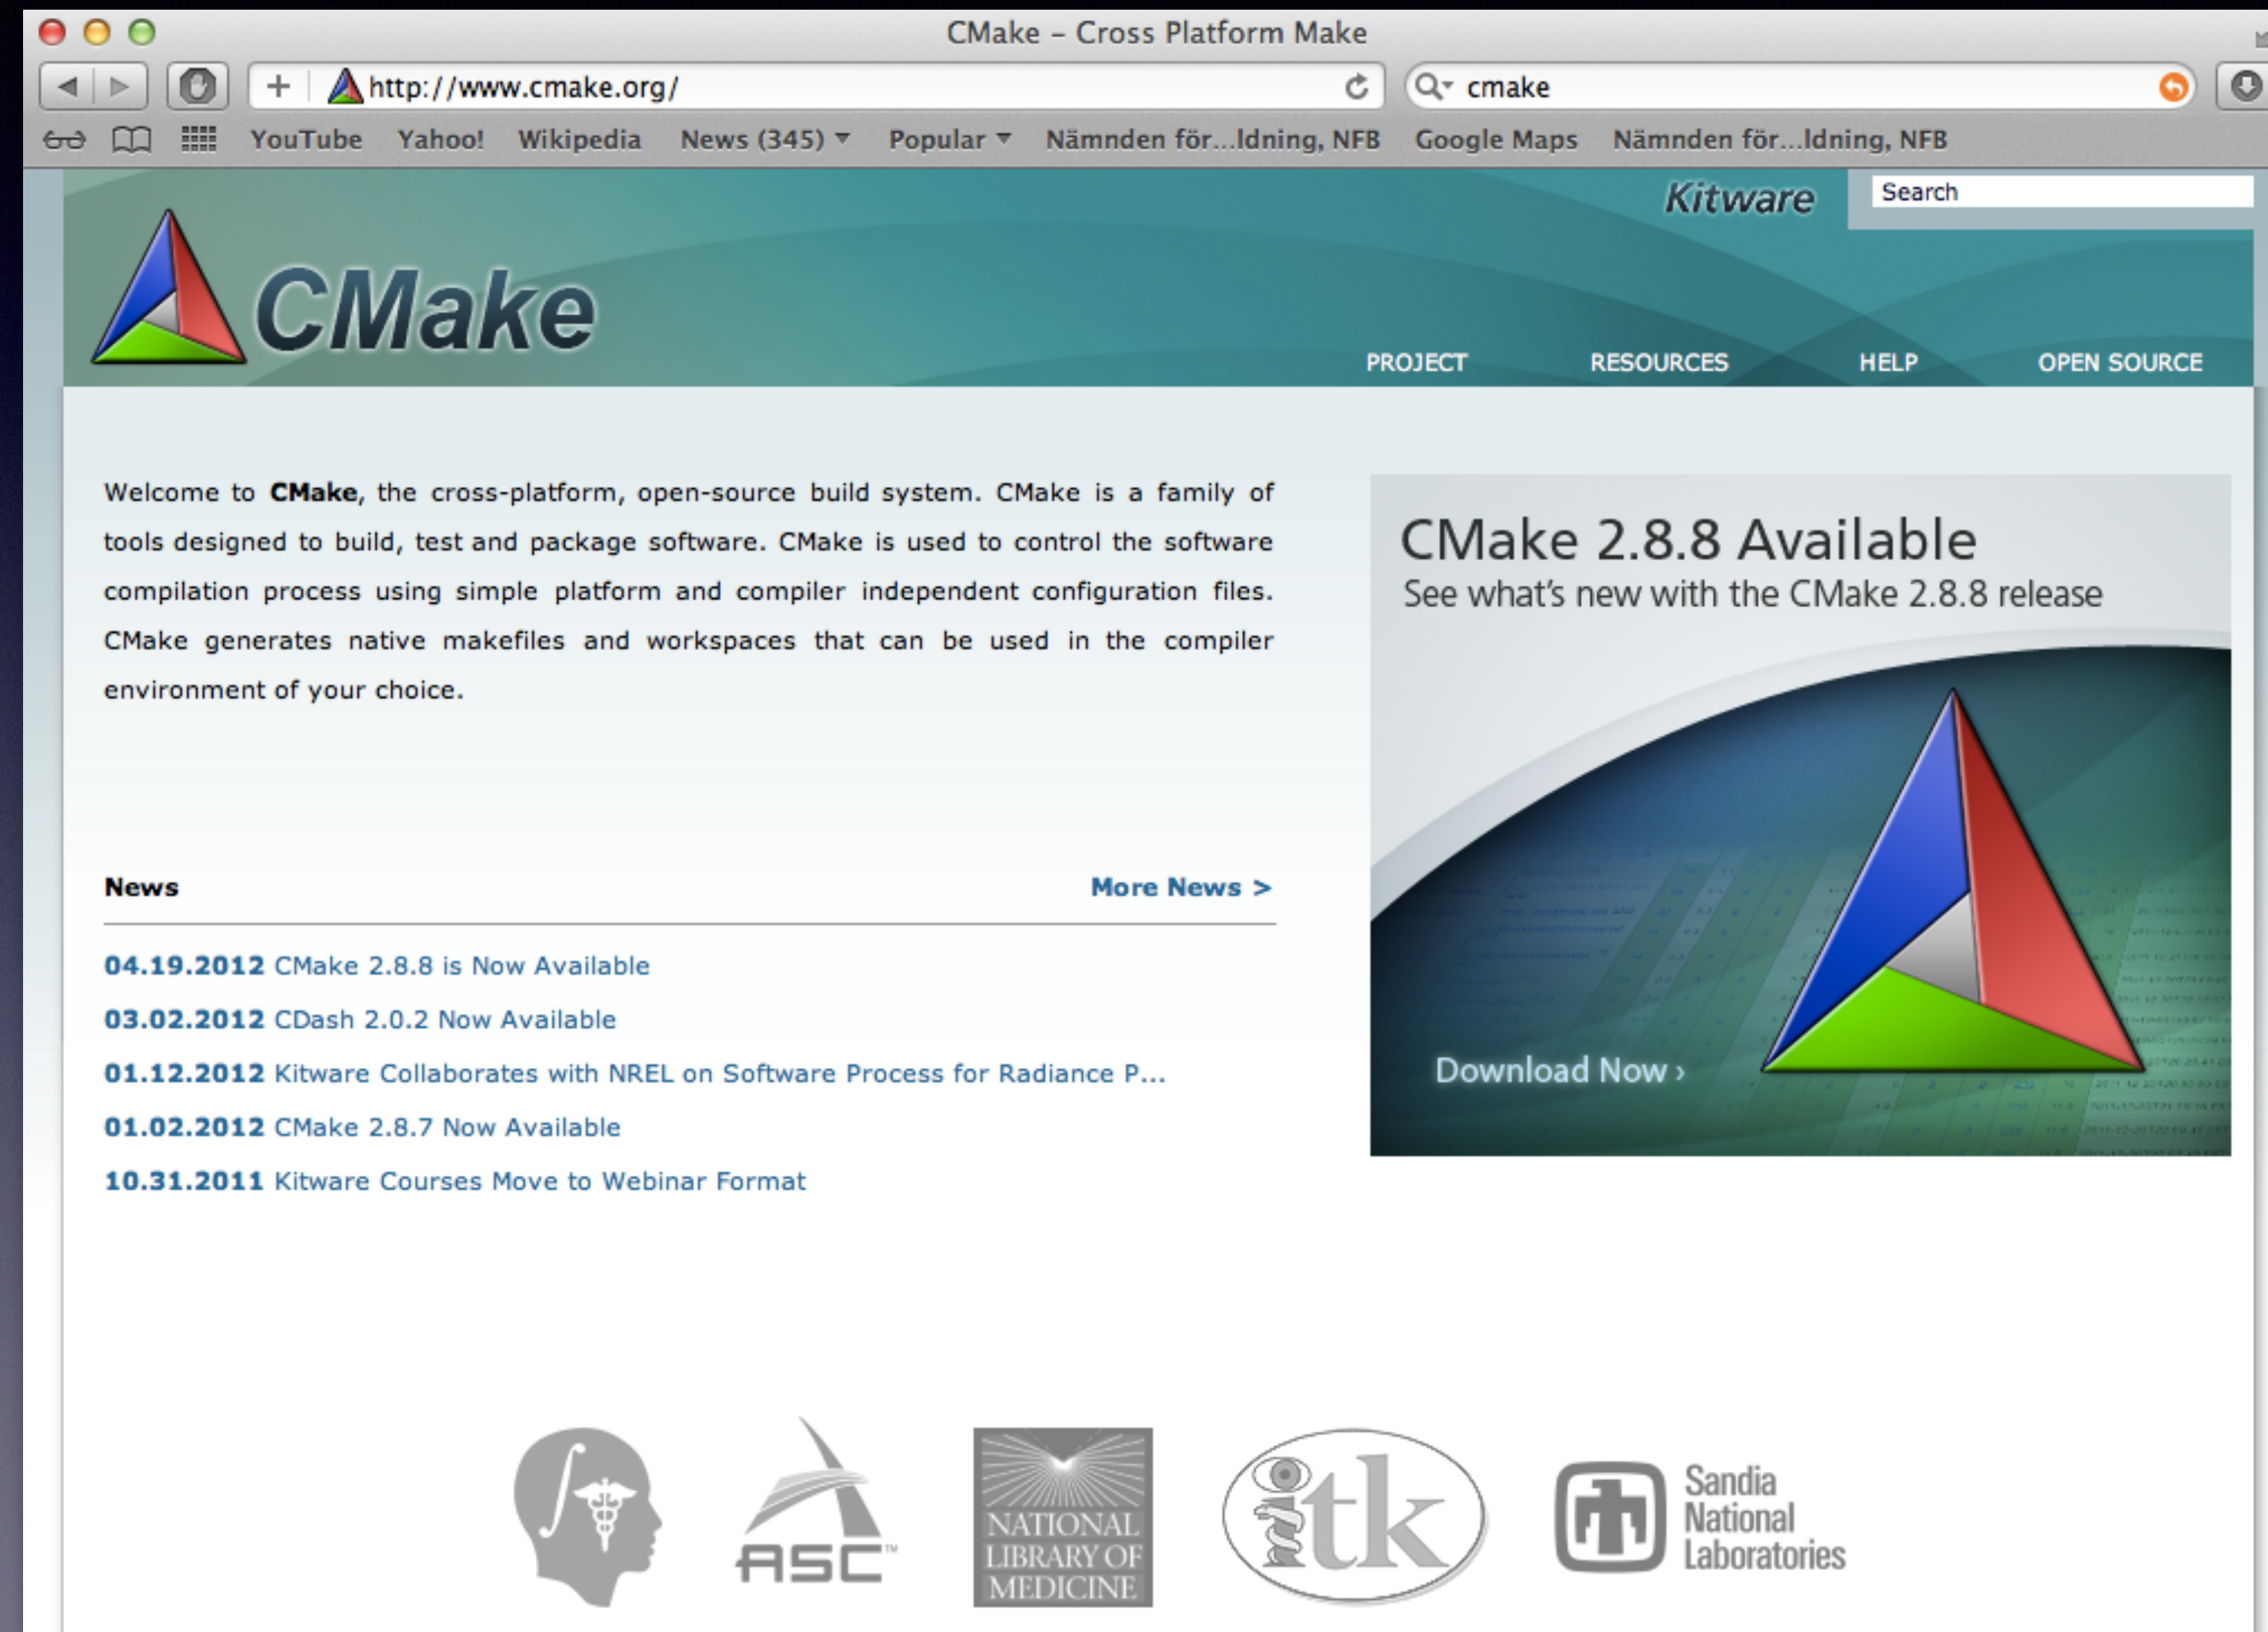 CMake – Cross Platform Make
http://www.cmake.org/
cmake
YouTube Yahoo! Wikipedia News (345) Popular Nämnden för...ldning, NFB Google Maps Nämnden för...ldning, NFB
Kitware
Search
CMake
PROJECT RESOURCES HELP OPEN SOURCE
Welcome to CMake, the cross-platform, open-source build system. CMake is a family of
tools designed to build, test and package software. CMake is used to control the software
compilation process using simple platform and compiler independent configuration files.
CMake generates native makefiles and workspaces that can be used in the compiler
environment of your choice.
CMake 2.8.8 Available
See what's new with the CMake 2.8.8 release
Download Now ›
News
More News >
04.19.2012 CMake 2.8.8 is Now Available
03.02.2012 CDash 2.0.2 Now Available
01.12.2012 Kitware Collaborates with NREL on Software Process for Radiance P...
01.02.2012 CMake 2.8.7 Now Available
10.31.2011 Kitware Courses Move to Webinar Format
ASC™
NATIONAL
LIBRARY OF
MEDICINE
itk
Sandia
National
Laboratories